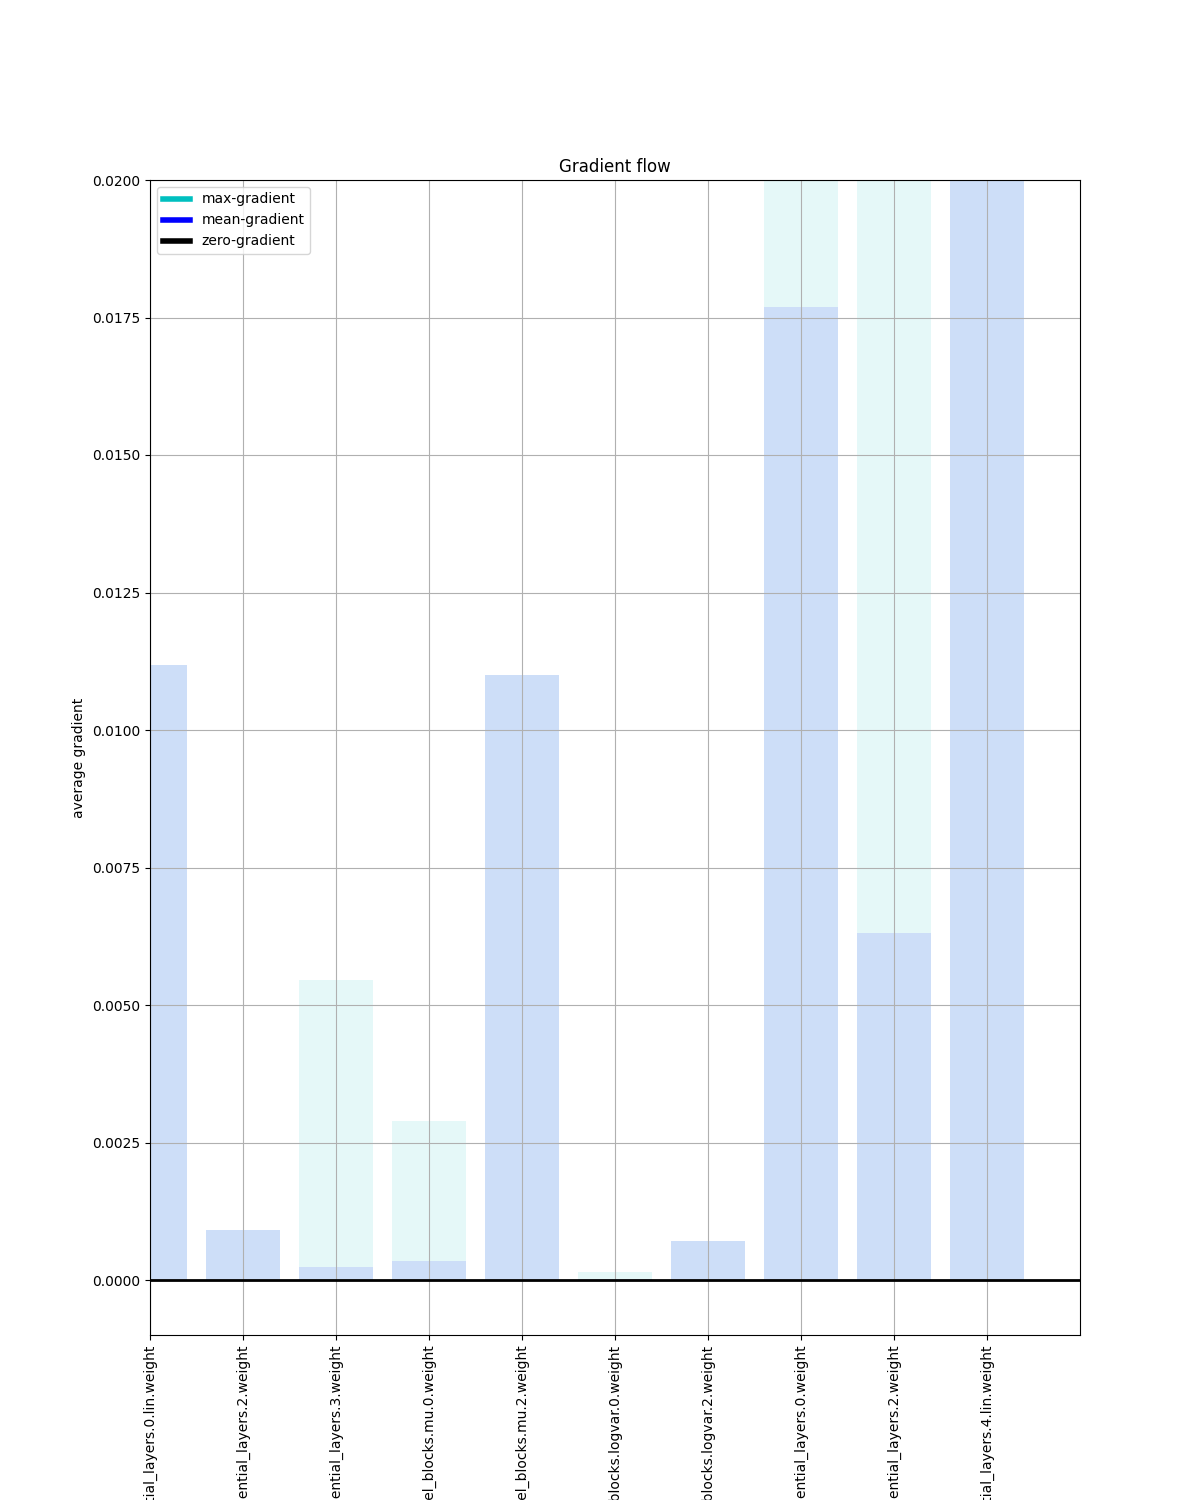 Gradient flow
max-gradient
mean-gradient
zero-gradient
0.0200
0.0175
0.0150
0.0125
0.0100
0.0075
0.0050
0.0025
0.0000
average gradient
tial_layers.0.lin.weight
ential_layers.2.weight
ential_layers.3.weight
el_blocks.mu.0.weight
el_blocks.mu.2.weight
blocks.logvar.0.weight
blocks.logvar.2.weight
ential_layers.0.weight
ential_layers.2.weight
tial_layers.4.lin.weight